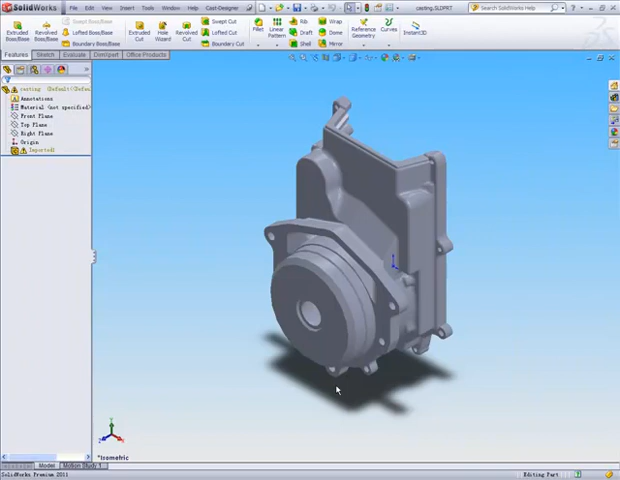 SolidWorks File Edit View Insert Tools Window Help Cast-Designer casting.SLDPRT Search SolidWorks Help
Extruded Boss/Base
Revolved Boss/Base
Swept Boss/Base
Lofted Boss/Base
Boundary Boss/Base
Extruded Cut
Hole Wizard
Revolved Cut
Swept Cut
Lofted Cut
Boundary Cut
Fillet
Linear Pattern
Rib
Draft
Shell
Wrap
Dome
Mirror
Reference Geometry
Curves
Instant3D
Features Sketch Evaluate DimXpert Office Products
casting (Default<<Defau
Annotations
Material <not specified>
Front Plane
Top Plane
Right Plane
Origin
Imported1
*Isometric
Model Motion Study 1
SolidWorks Premium 2011 Editing Part